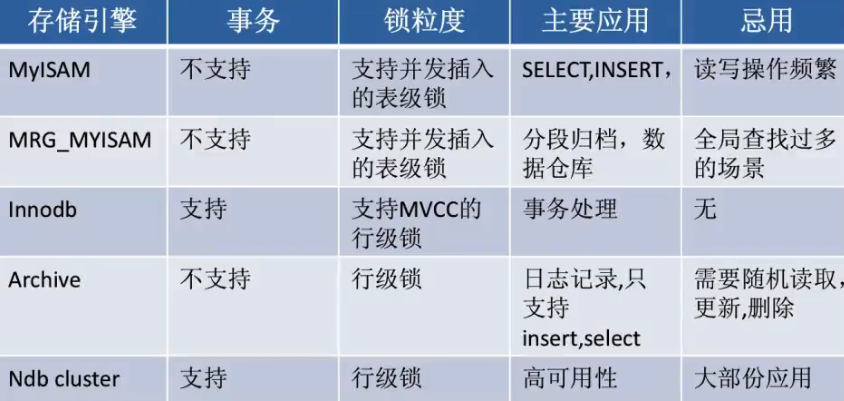 存储引擎 事务 锁粒度 主要应用 忌用
MyISAM 不支持 支持并发插入 SELECT,INSERT, 读写操作频繁
的表级锁
MRG_MYISAM 不支持 支持并发插入 分段归档，数 全局查找过多
的表级锁 据仓库 的场景
Innodb 支持 支持MVCC的 事务处理 无
行级锁
Archive 不支持 行级锁 日志记录,只 需要随机读取，
支持 更新,删除
insert,select
Ndb cluster 支持 行级锁 高可用性 大部份应用